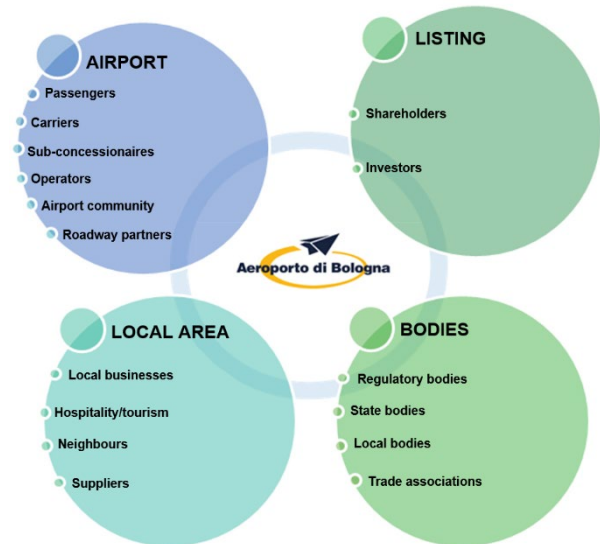 AIRPORT
Passengers
Carriers
Sub-concessionaires
Operators
Airport community
Roadway partners
LISTING
Shareholders
Investors
Aeroporto di Bologna
LOCAL AREA
Local businesses
Hospitality/tourism
Neighbours
Suppliers
BODIES
Regulatory bodies
State bodies
Local bodies
Trade associations